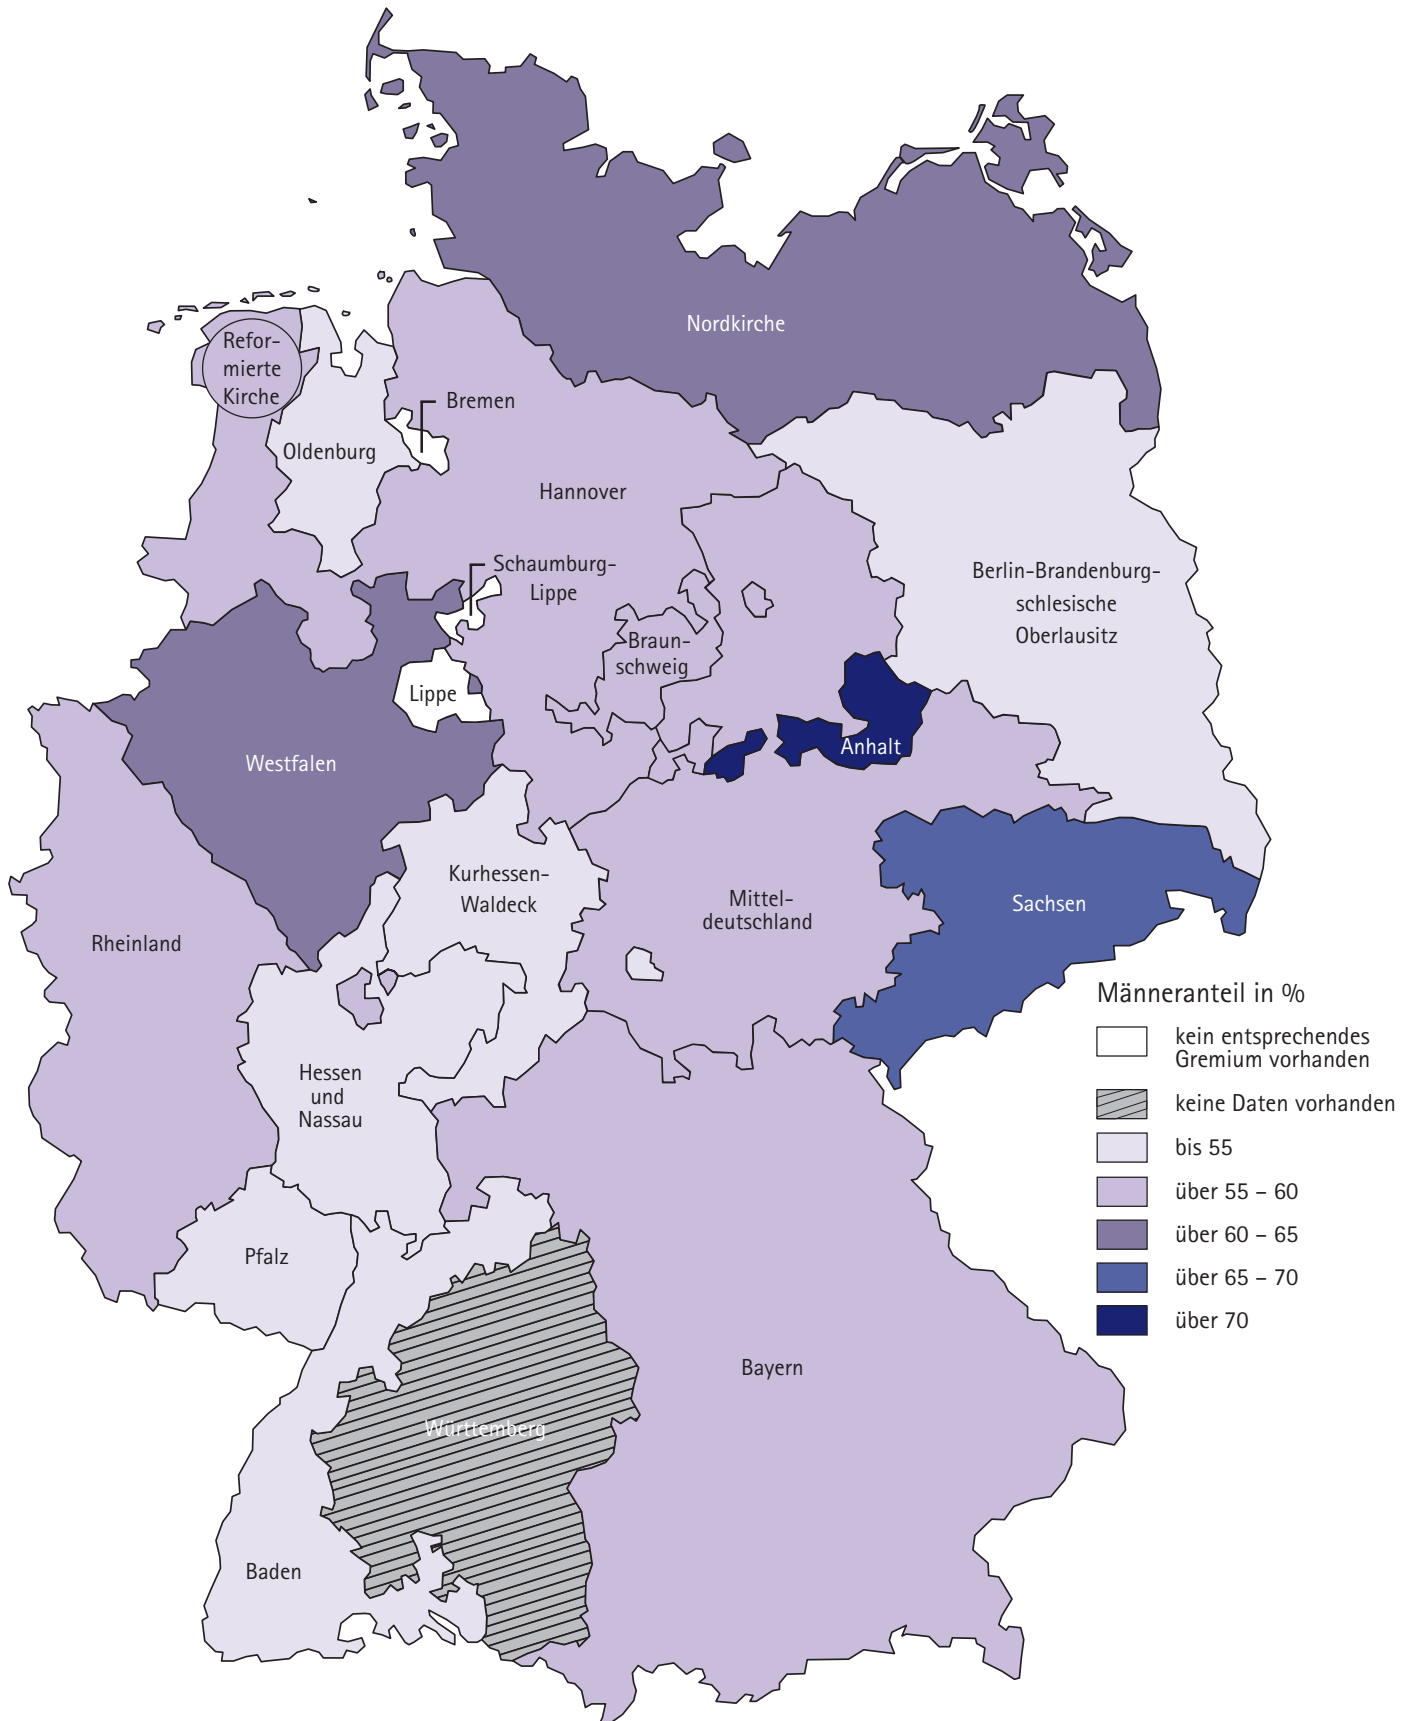 Nordkirche
Refor-
mierte
Kirche
Bremen
Oldenburg
Hannover
Schaumburg-
Lippe
Berlin-Brandenburg-
schlesische
Oberlausitz
Braun-
schweig
Lippe
Anhalt
Westfalen
Kurhessen-
Waldeck
Mittel-
deutschland
Sachsen
Rheinland
Hessen
und
Nassau
Pfalz
Bayern
Württemberg
Baden
Männeranteil in %
kein entsprechendes
Gremium vorhanden
keine Daten vorhanden
bis 55
über 55 – 60
über 60 – 65
über 65 – 70
über 70